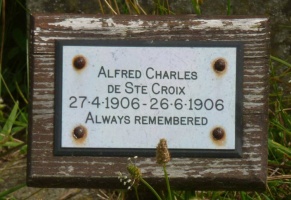 Alfred Charles
de Ste Croix
27-4-1906-26-6-1906
Always remembered